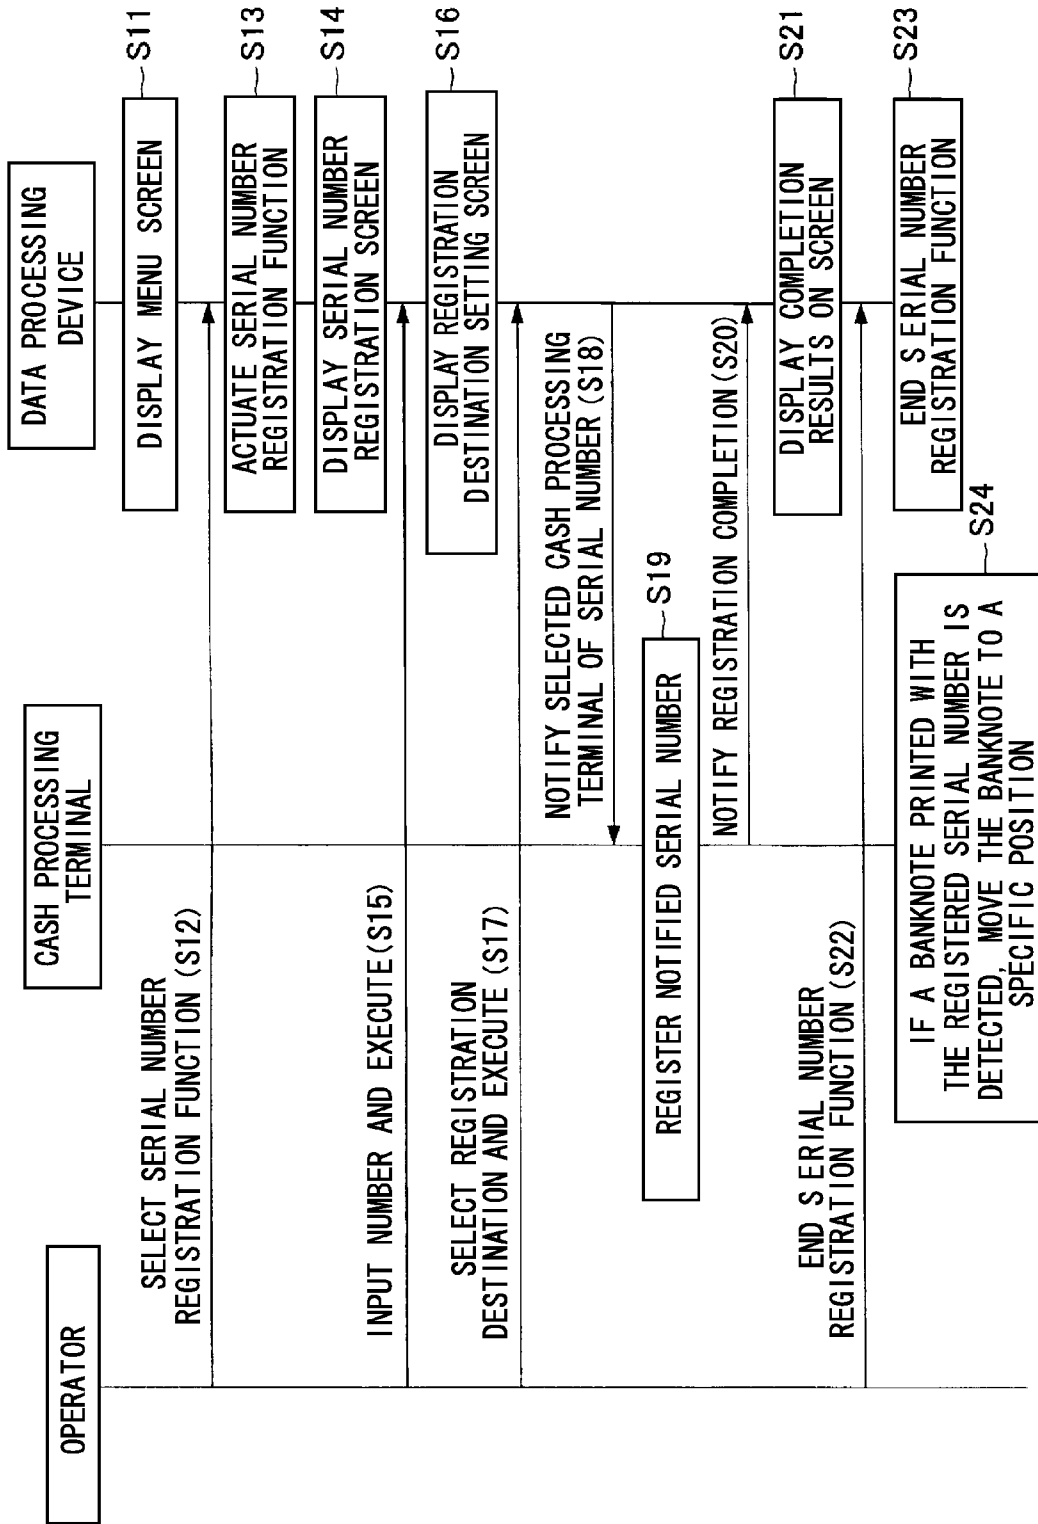 OPERATOR
CASH PROCESSING
TERMINAL
DATA PROCESSING
DEVICE
DISPLAY MENU SCREEN
S11
SELECT SERIAL NUMBER
REGISTRATION FUNCTION (S12)
ACTUATE SERIAL NUMBER
REGISTRATION FUNCTION
S13
DISPLAY SERIAL NUMBER
REGISTRATION SCREEN
S14
INPUT NUMBER AND EXECUTE(S15)
DISPLAY REGISTRATION
DESTINATION SETTING SCREEN
S16
SELECT REGISTRATION
DESTINATION AND EXECUTE (S17)
NOTIFY SELECTED CASH PROCESSING
TERMINAL OF SERIAL NUMBER(S18)
REGISTER NOTIFIED SERIAL NUMBER
S19
NOTIFY REGISTRATION COMPLETION(S20)
DISPLAY COMPLETION
RESULTS ON SCREEN
S21
END SERIAL NUMBER
REGISTRATION FUNCTION(S22)
END SERIAL NUMBER
REGISTRATION FUNCTION
S23
IF A BANKNOTE PRINTED WITH
THE REGISTERED SERIAL NUMBER IS
DETECTED, MOVE THE BANKNOTE TO A
SPECIFIC POSITION
S24